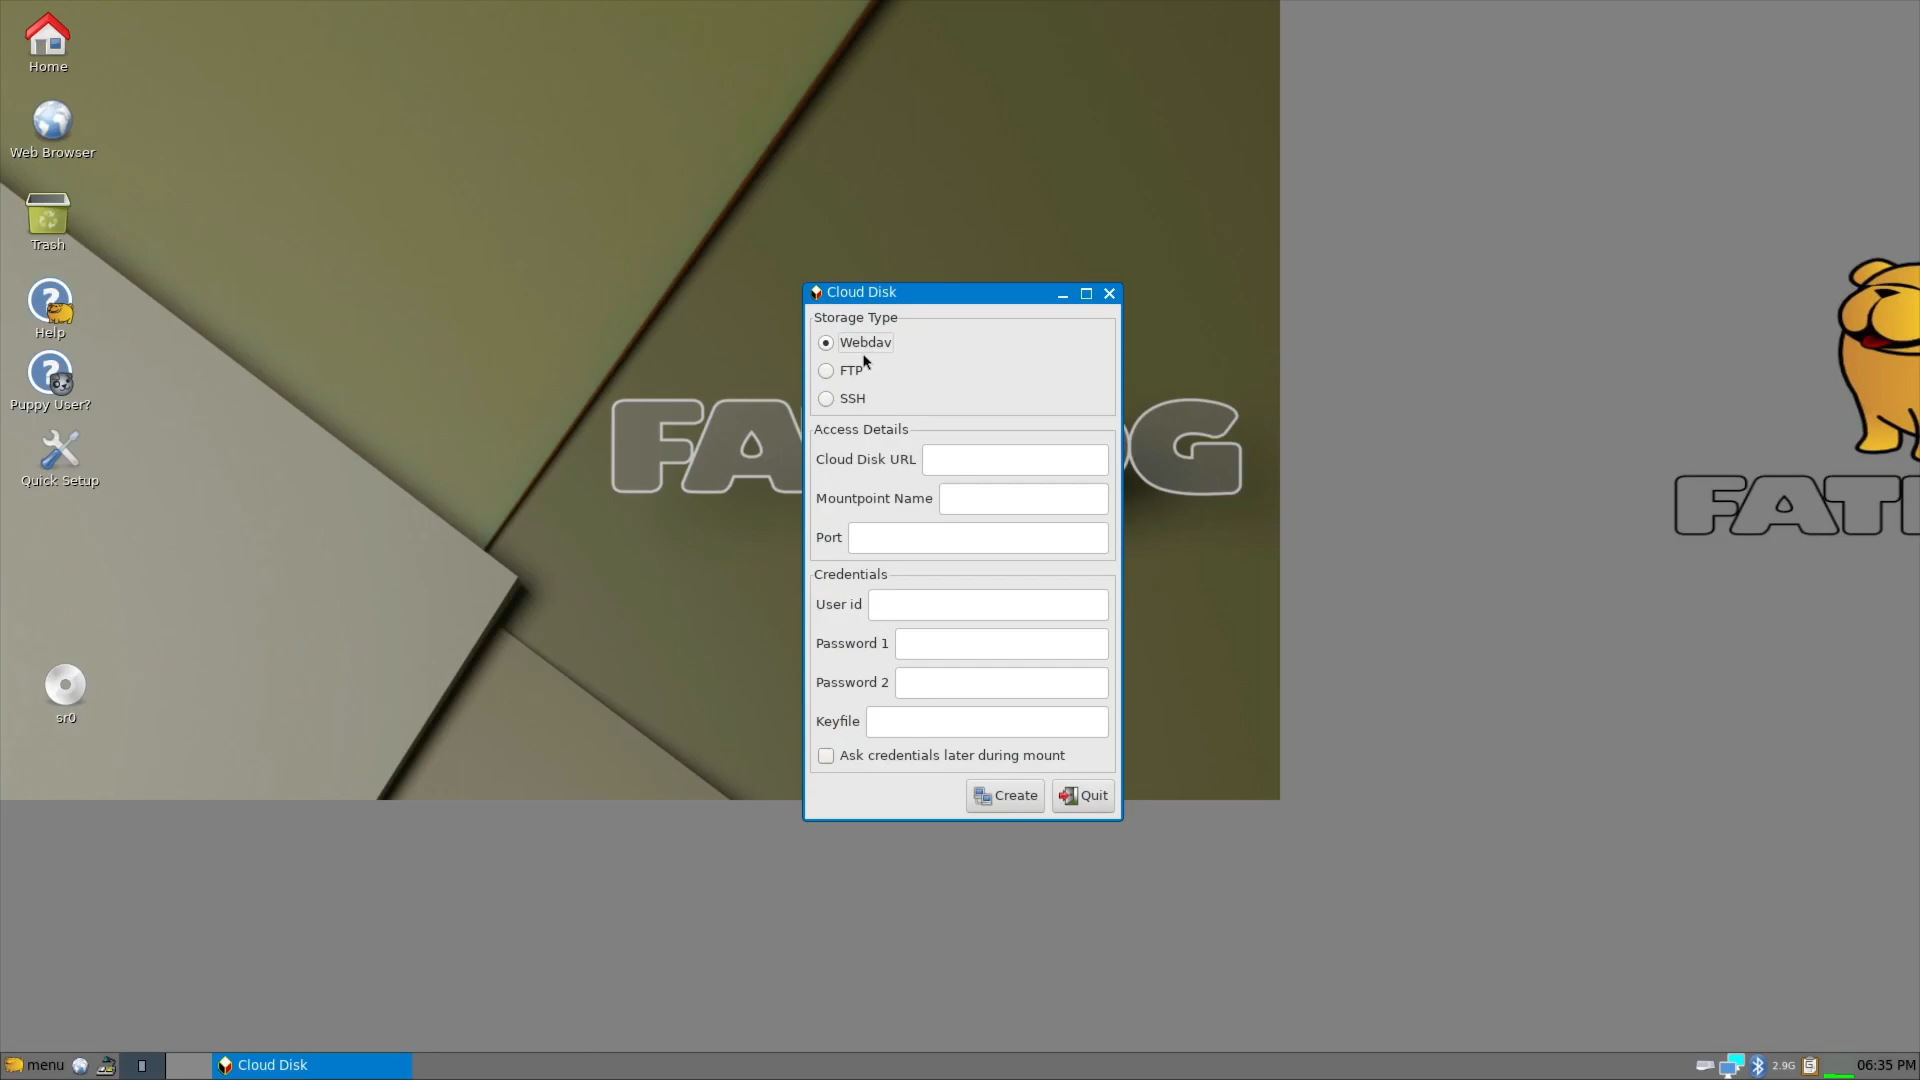 Home
Web Browser
Trash
Help
Puppy User?
Quick Setup
sr0
Cloud Disk
Storage Type
Webdav
FTP
SSH
Access Details
Cloud Disk URL
Mountpoint Name
Port
Credentials
User id
Password 1
Password 2
Keyfile
Ask credentials later during mount
Create
Quit
FA
G
FAT
menu
Cloud Disk
2.9G
06:35 PM